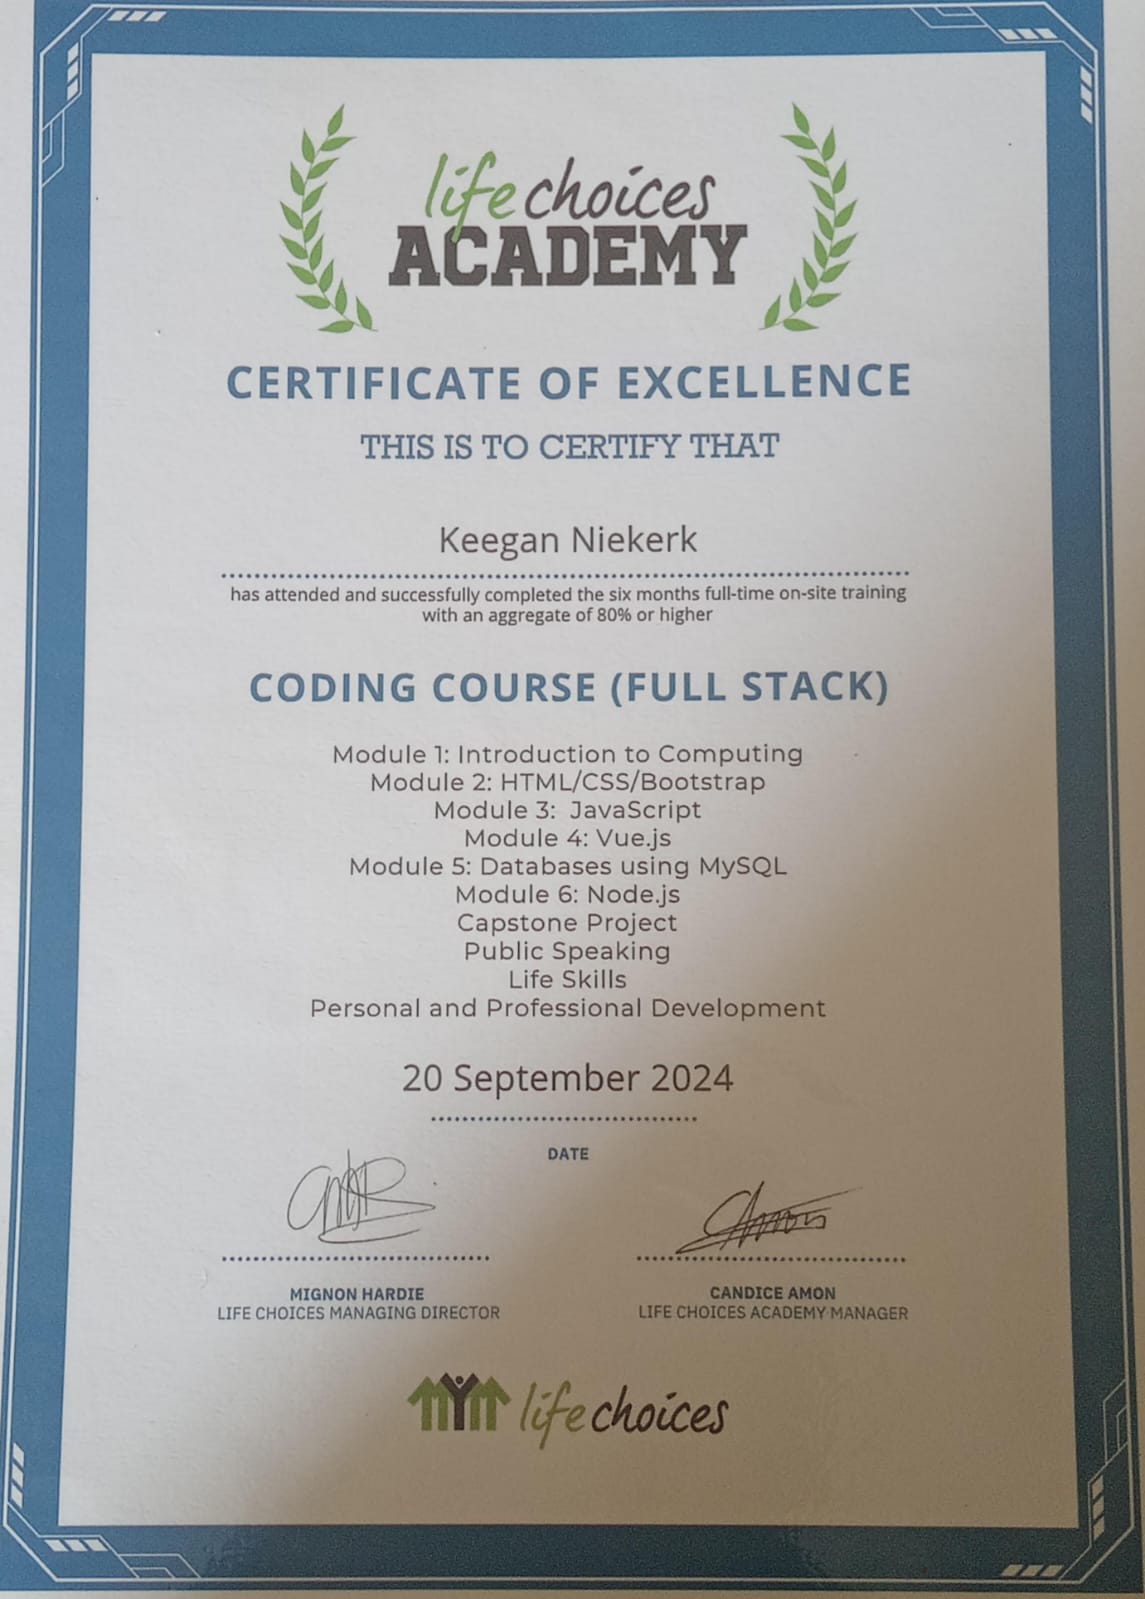 life choices
ACADEMY
CERTIFICATE OF EXCELLENCE
THIS IS TO CERTIFY THAT
Keegan Niekerk
has attended and successfully completed the six months full-time on-site training
with an aggregate of 80% or higher
CODING COURSE (FULL STACK)
Module 1: Introduction to Computing
Module 2: HTML/CSS/Bootstrap
Module 3: JavaScript
Module 4: Vue.js
Module 5: Databases using MySQL
Module 6: Node.js
Capstone Project
Public Speaking
Life Skills
Personal and Professional Development
20 September 2024
DATE
MIGNON HARDIE
LIFE CHOICES MANAGING DIRECTOR
CANDICE AMON
LIFE CHOICES ACADEMY MANAGER
life choices